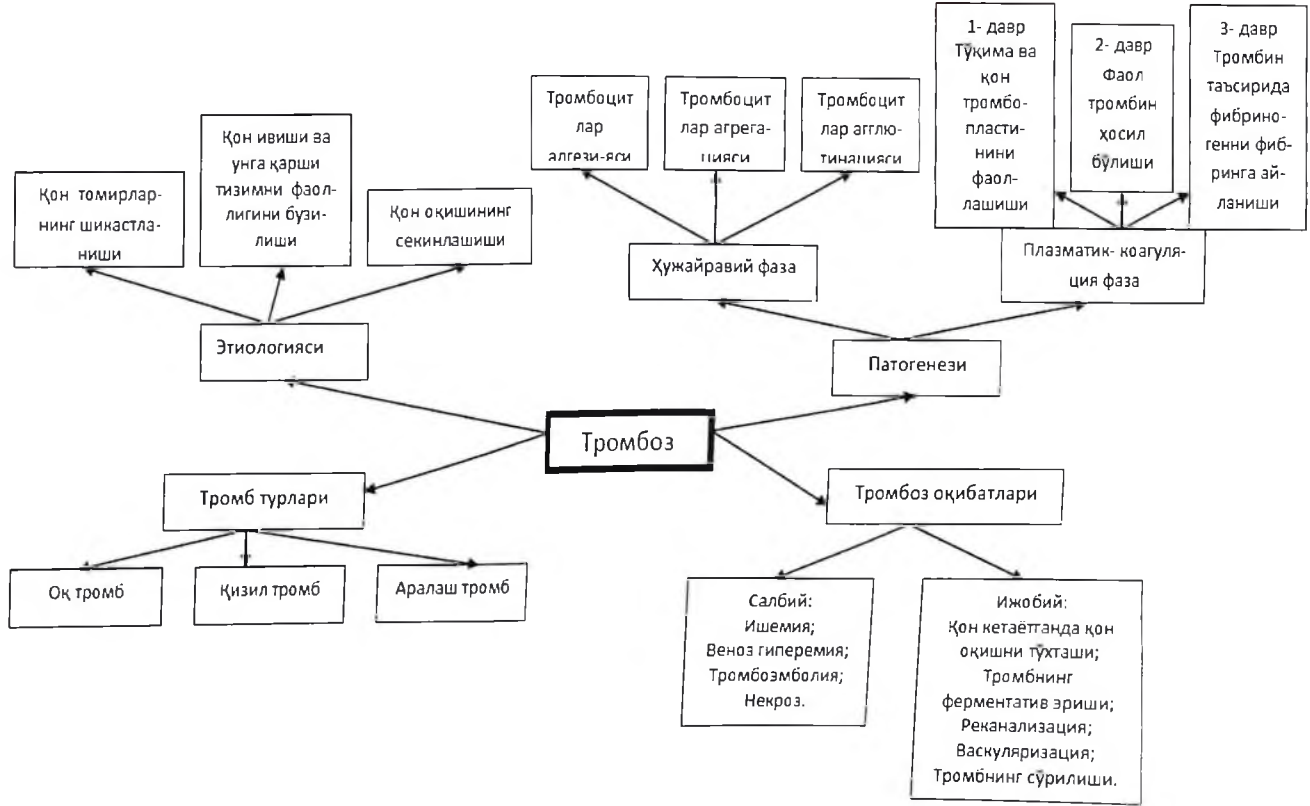 1- давр
Тўқима ва
қон
тромбо-
пласти-
нини
фаол-
лашиши
2- давр
Фаол
тромбин
ҳосил
бўлиши
3- давр
Тромбин
таъсирида
фибрино-
генни фиб-
ринга ай-
ланиши
Тромбоцит
лар
адгези-яси
Тромбоцит
лар агрега-
цияси
Тромбоцит
лар агглю-
тинацияси
Қон ивиши ва
унга қарши
тизимни фаол-
лигини бузи-
лиши
Қон томирлар-
нинг шикастла-
ниши
Қон оқишининг
секинлашиши
Ҳужайравий фаза
Плазматик- коагуля-
ция фаза
Этиологияси
Патогенези
Тромбоз
Тромб турлари
Тромбоз оқибатлари
Оқ тромб
Қизил тромб
Аралаш тромб
Салбий:
Ишемия;
Веноз гиперемия;
Тромбоэмболия;
Некроз.
Ижобий:
Қон кетаётганда қон
оқишни тўхташи;
Тромбнинг
ферментатив эриши;
Реканализация;
Васкуляризация;
Тромбнинг сўрилиши.